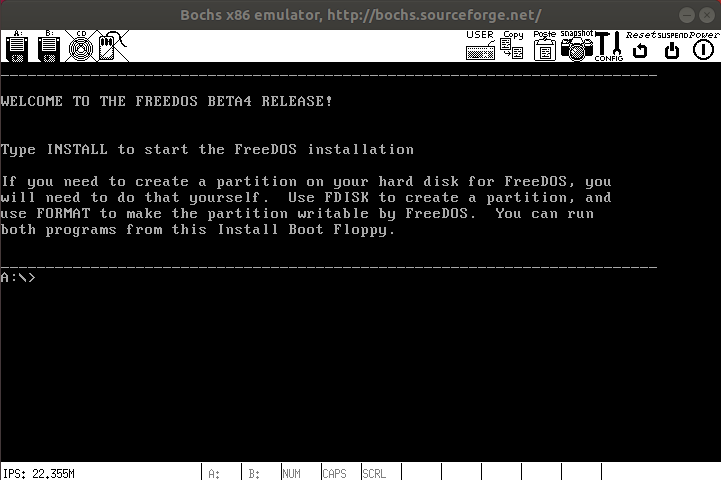 Bochs x86 emulator, http://bochs.sourceforge.net/
A: B: CD USER Copy Paste snapshot CONFIG Reset SUSPEND Power
WELCOME TO THE FREEDOS BETA4 RELEASE!
Type INSTALL to start the FreeDOS installation
If you need to create a partition on your hard disk for FreeDOS, you
will need to do that yourself.  Use FDISK to create a partition, and
use FORMAT to make the partition writable by FreeDOS.  You can run
both programs from this Install Boot Floppy.
A:\>
IPS: 22.355M A: B: NUM CAPS SCRL